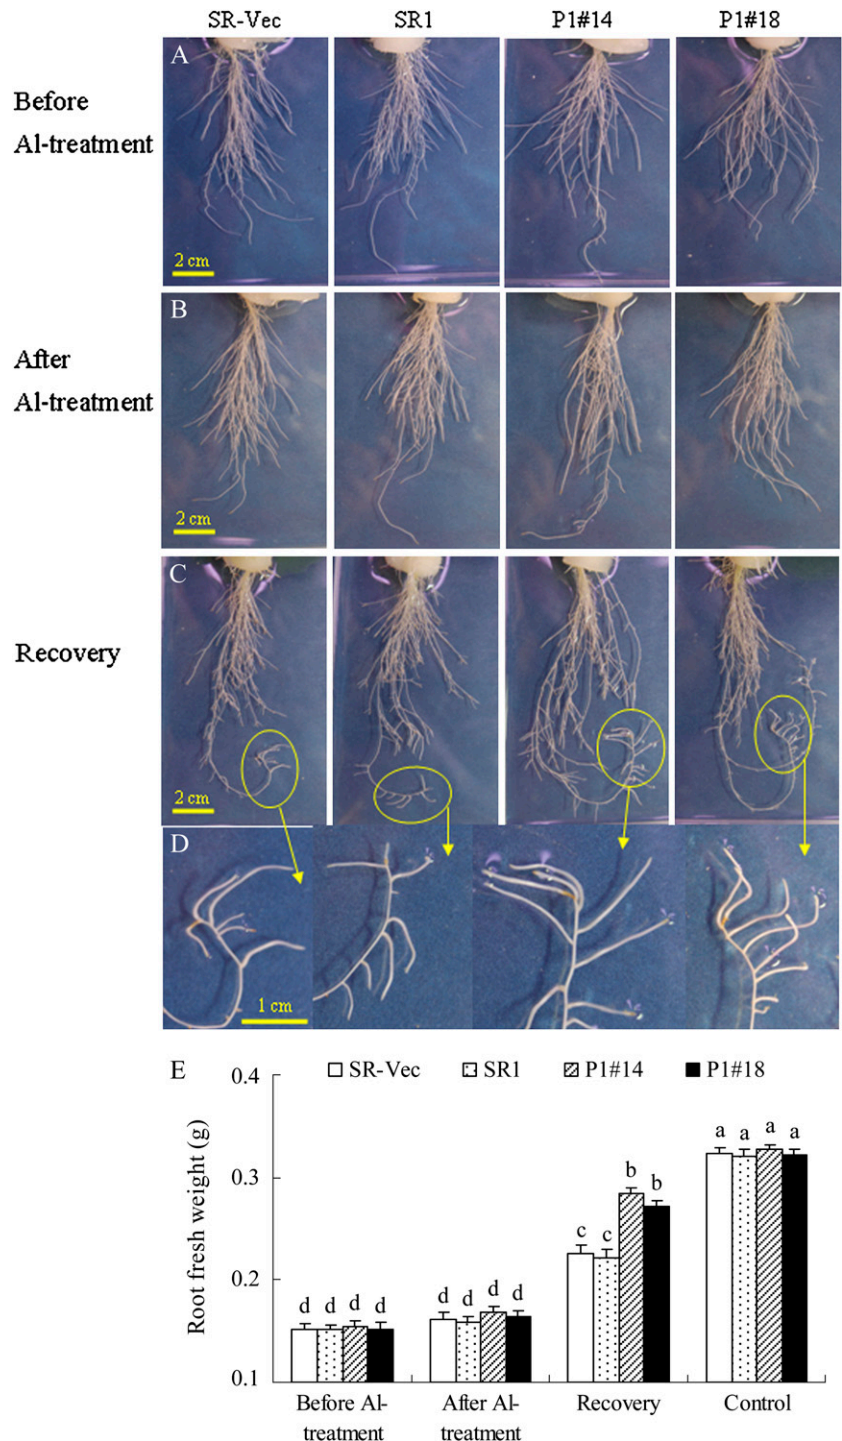 SR-Vec SR1 P1#14 P1#18
A
Before
Al-treatment
2 cm
B
After
Al-treatment
2 cm
C
Recovery
2 cm
D
1 cm
E
SR-Vec SR1 P1#14 P1#18
Root fresh weight (g)
0.4
0.3
0.2
0.1
d d d d
d d d d
c c b b
a a a a
Before Al-
treatment
After Al-
treatment
Recovery
Control